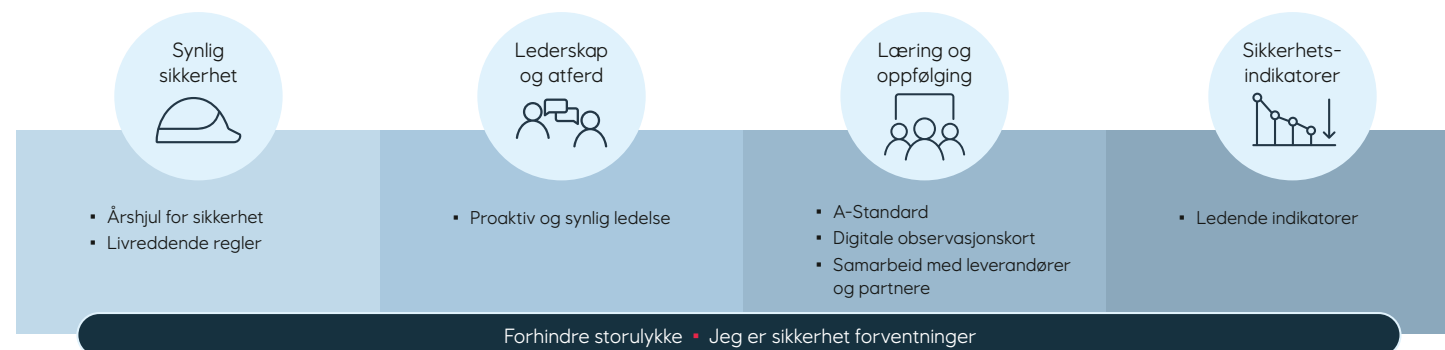 Synlig
sikkerhet
▪ Årshjul for sikkerhet
▪ Livreddende regler
Lederskap
og atferd
▪ Proaktiv og synlig ledelse
Læring og
oppfølging
▪ A-Standard
▪ Digitale observasjonskort
▪ Samarbeid med leverandører
og partnere
Sikkerhets-
indikatorer
▪ Ledende indikatorer
Forhindre storulykke ▪ Jeg er sikkerhet forventninger